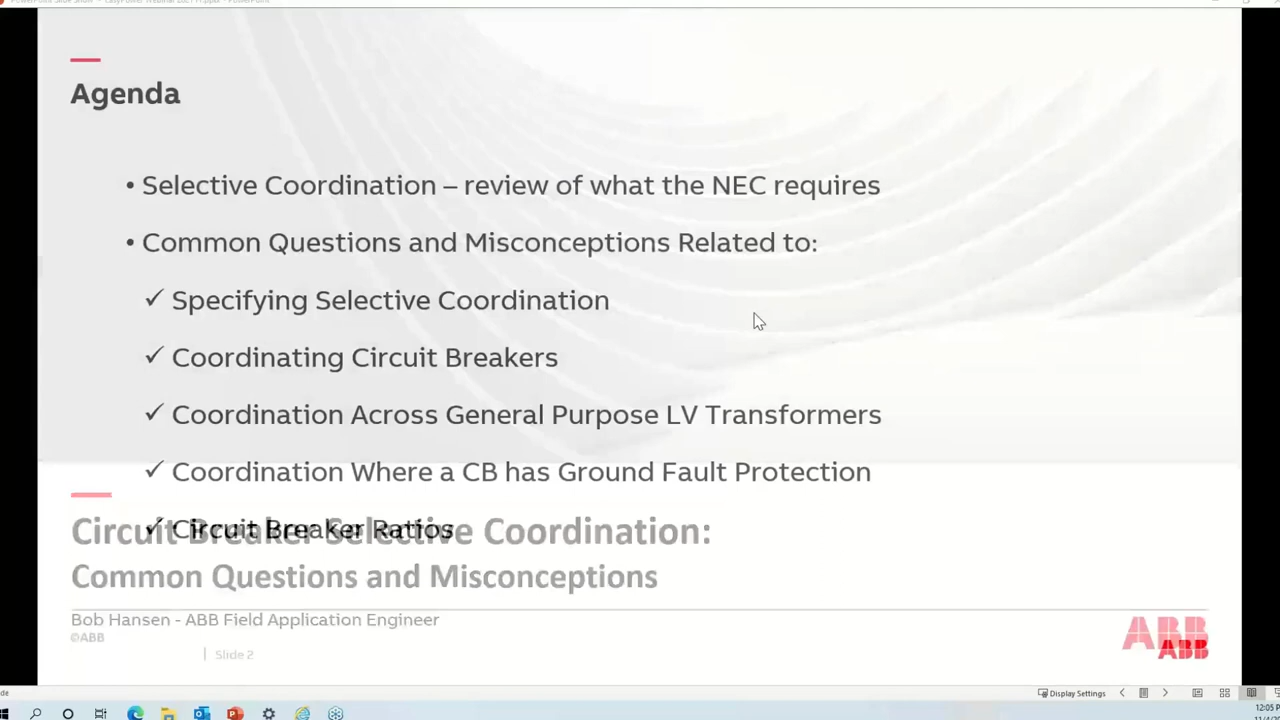 Agenda
• Selective Coordination – review of what the NEC requires
• Common Questions and Misconceptions Related to:
✓ Specifying Selective Coordination
✓ Coordinating Circuit Breakers
✓ Coordination Across General Purpose LV Transformers
✓ Coordination Where a CB has Ground Fault Protection
✓ Circuit Breaker Ratios
Circuit Breaker Selective Coordination:
Common Questions and Misconceptions
Bob Hansen - ABB Field Application Engineer
©ABB
Slide 2
ABB
ABB
Display Settings
12:05 P